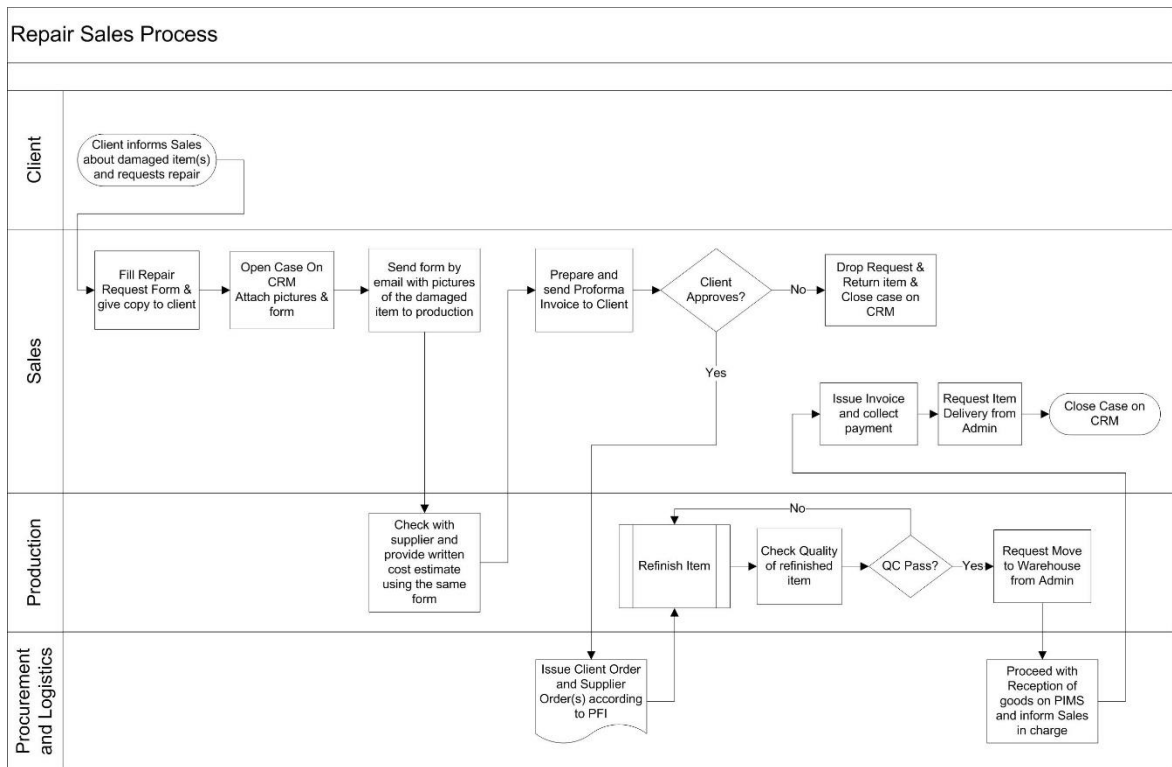 Repair Sales Process
Client
Client informs Sales
about damaged item(s)
and requests repair
Sales
Fill Repair
Request Form &
give copy to client
Open Case On
CRM
Attach pictures &
form
Send form by
email with pictures
of the damaged
item to production
Prepare and
send Proforma
Invoice to Client
Client
Approves?
No
Drop Request &
Return item &
Close case on
CRM
Yes
Issue Invoice
and collect
payment
Request Item
Delivery from
Admin
Close Case on
CRM
Production
Check with
supplier and
provide written
cost estimate
using the same
form
Refinish Item
Check Quality
of refinished
item
No
QC Pass?
Yes
Request Move
to Warehouse
from Admin
Procurement
and Logistics
Issue Client Order
and Supplier
Order(s) according
to PFI
Proceed with
Reception of
goods on PIMS
and inform Sales
in charge